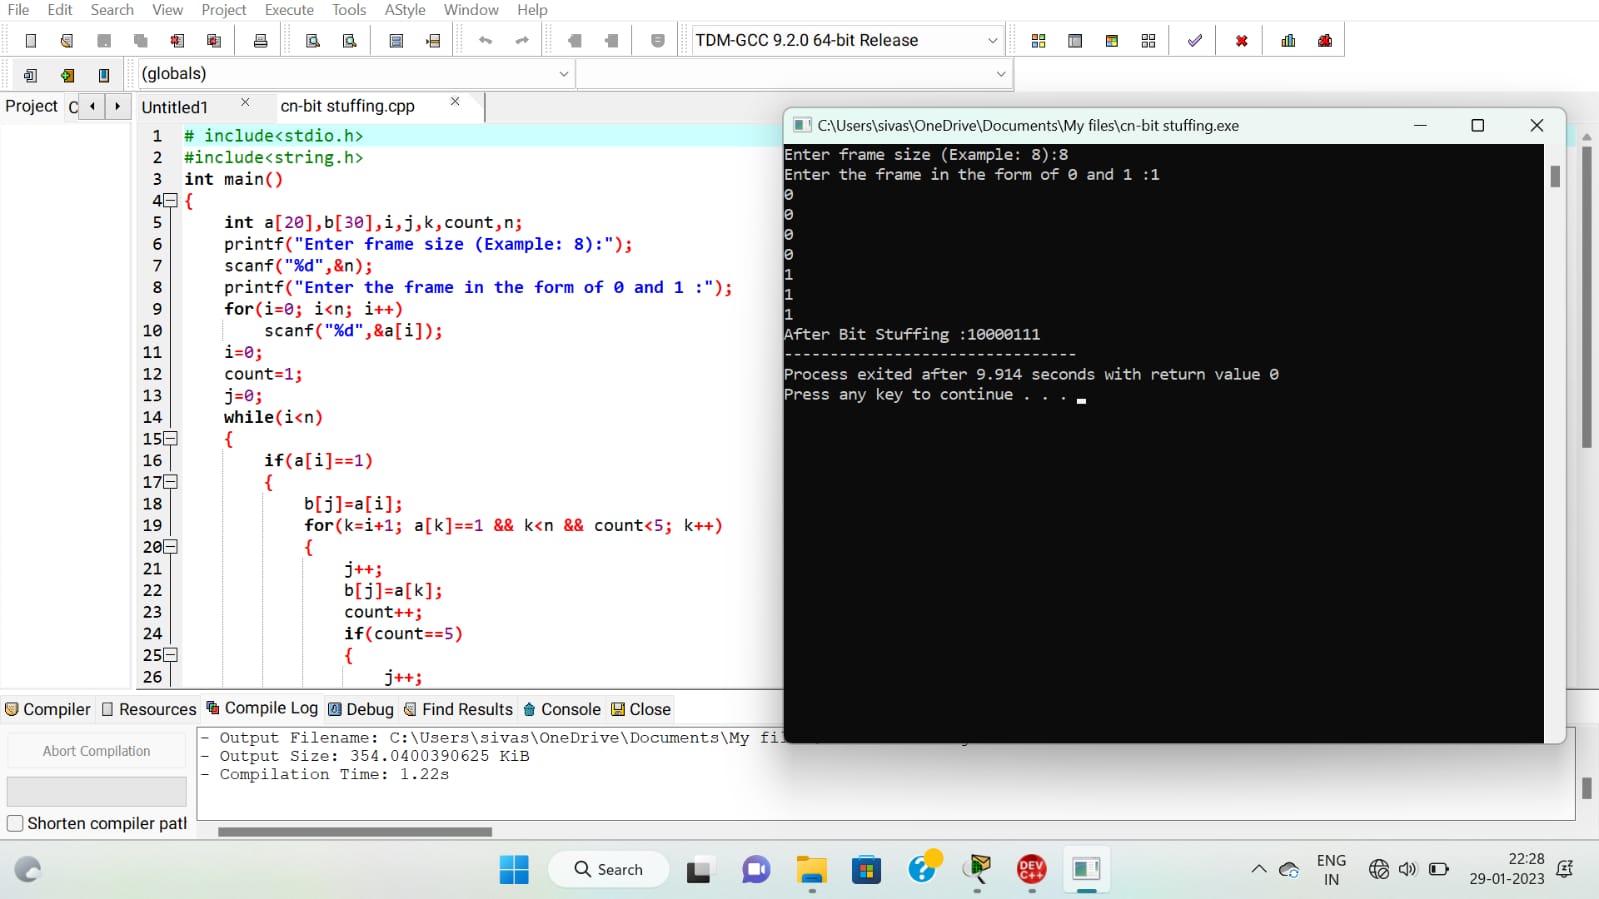 File Edit Search View Project Execute Tools AStyle Window Help
TDM-GCC 9.2.0 64-bit Release
(globals)
Project C Untitled1 cn-bit stuffing.cpp
1 # include<stdio.h>
2 #include<string.h>
3 int main()
4 {
5 int a[20],b[30],i,j,k,count,n;
6 printf("Enter frame size (Example: 8):");
7 scanf("%d",&n);
8 printf("Enter the frame in the form of 0 and 1 :");
9 for(i=0; i<n; i++)
10 scanf("%d",&a[i]);
11 i=0;
12 count=1;
13 j=0;
14 while(i<n)
15 {
16 if(a[i]==1)
17 {
18 b[j]=a[i];
19 for(k=i+1; a[k]==1 && k<n && count<5; k++)
20 {
21 j++;
22 b[j]=a[k];
23 count++;
24 if(count==5)
25 {
26 j++;
C:\Users\sivas\OneDrive\Documents\My files\cn-bit stuffing.exe
Enter frame size (Example: 8):8
Enter the frame in the form of 0 and 1 :1
0
0
0
0
1
1
1
After Bit Stuffing :10000111
--------------------------------
Process exited after 9.914 seconds with return value 0
Press any key to continue . . .
Compiler Resources Compile Log Debug Find Results Console Close
Abort Compilation
Shorten compiler path
- Output Filename: C:\Users\sivas\OneDrive\Documents\My fi
- Output Size: 354.0400390625 KiB
- Compilation Time: 1.22s
Search
DEV C++
ENG
IN
22:28
29-01-2023